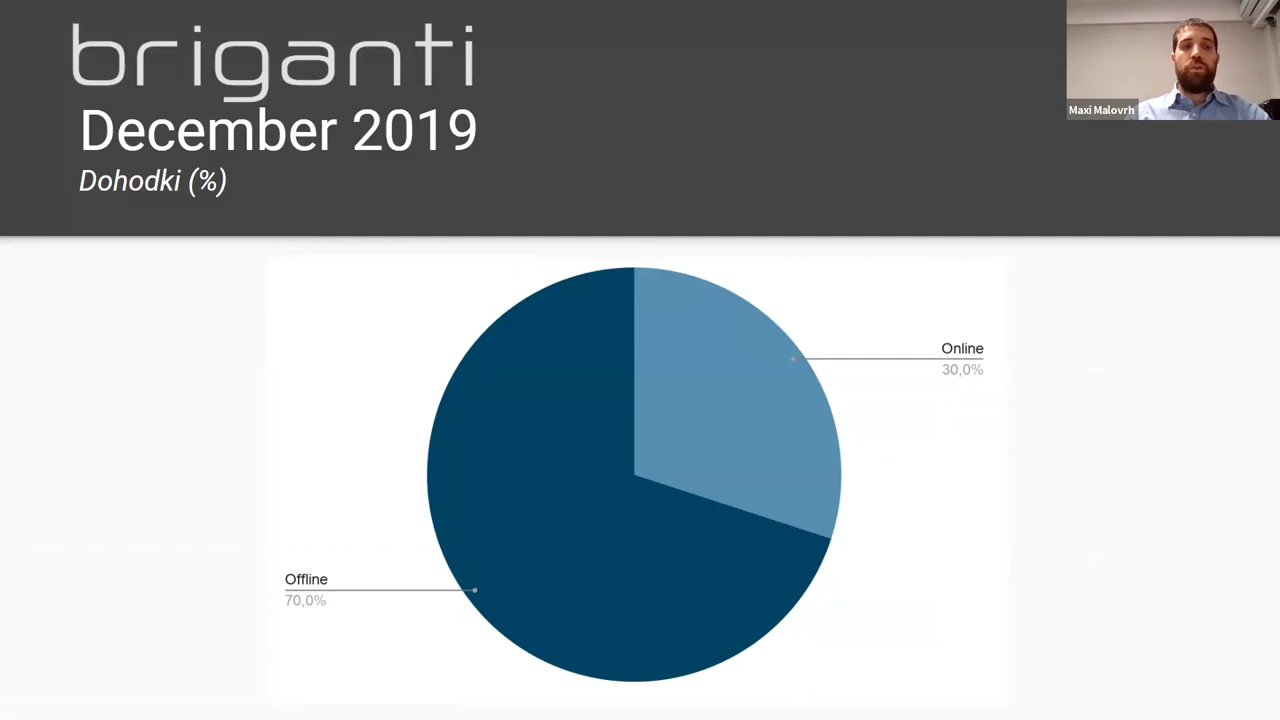 briganti
December 2019
Dohodki (%)
Maxi Malovrh
Online
30,0%
Offline
70,0%